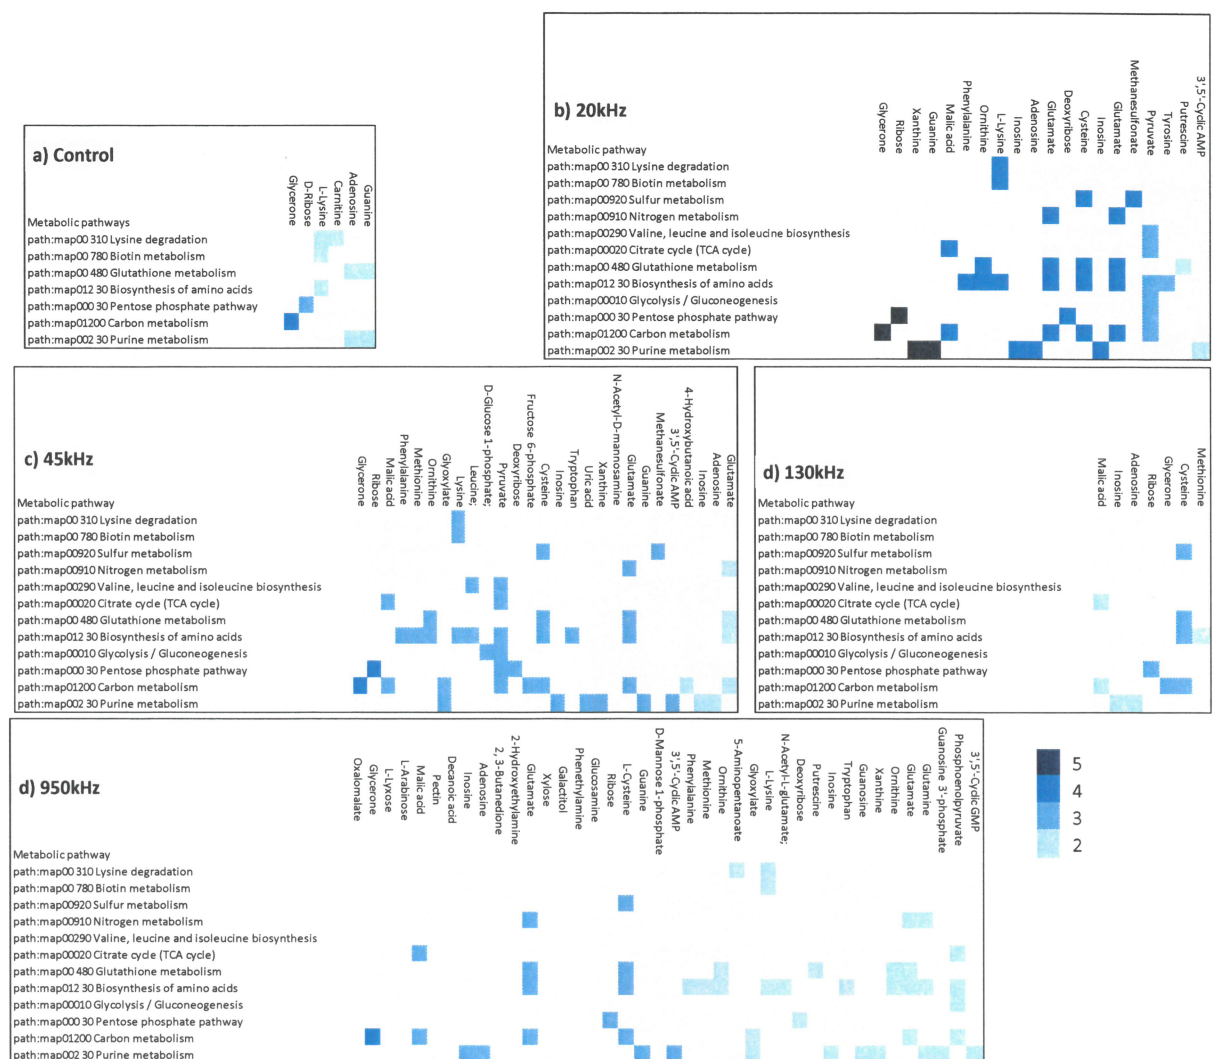 a) Control
Glycerone
D-Ribose
L-Lysine
Carnitine
Adenosine
Guanine
Metabolic pathways
path:map00 310 Lysine degradation
path:map00 780 Biotin metabolism
path:map00 480 Glutathione metabolism
path:map012 30 Biosynthesis of amino acids
path:map000 30 Pentose phosphate pathway
path:map01200 Carbon metabolism
path:map002 30 Purine metabolism
b) 20kHz
Glycerone
Ribose
Xanthine
Guanine
Malic acid
Phenylalanine
Ornithine
L-Lysine
Inosine
Adenosine
Glutamate
Deoxyribose
Cysteine
Inosine
Glutamate
Methanesulfonate
Pyruvate
Tyrosine
Putrescine
3',5'-Cyclic AMP
Metabolic pathway
path:map00 310 Lysine degradation
path:map00 780 Biotin metabolism
path:map00920 Sulfur metabolism
path:map00910 Nitrogen metabolism
path:map00290 Valine, leucine and isoleucine biosynthesis
path:map00020 Citrate cycle (TCA cycle)
path:map00 480 Glutathione metabolism
path:map012 30 Biosynthesis of amino acids
path:map00010 Glycolysis / Gluconeogenesis
path:map000 30 Pentose phosphate pathway
path:map01200 Carbon metabolism
path:map002 30 Purine metabolism
c) 45kHz
Glycerone
Ribose
Malic acid
Phenylalanine
Methionine
Ornithine
Glyoxylate
Lysine
Leucine;
D-Glucose 1-phosphate;
Pyruvate
Deoxyribose
Fructose 6-phosphate
Cysteine
Inosine
Tryptophan
Uric acid
Xanthine
N-Acetyl-D-mannosamine
Glutamate
Guanine
Methanesulfonate
3',5'-Cyclic AMP
4-Hydroxybutanoic acid
Inosine
Adenosine
Glutamate
Metabolic pathway
path:map00 310 Lysine degradation
path:map00 780 Biotin metabolism
path:map00920 Sulfur metabolism
path:map00910 Nitrogen metabolism
path:map00290 Valine, leucine and isoleucine biosynthesis
path:map00020 Citrate cycle (TCA cycle)
path:map00 480 Glutathione metabolism
path:map012 30 Biosynthesis of amino acids
path:map00010 Glycolysis / Gluconeogenesis
path:map000 30 Pentose phosphate pathway
path:map01200 Carbon metabolism
path:map002 30 Purine metabolism
d) 130kHz
Malic acid
Inosine
Adenosine
Ribose
Glycerone
Cysteine
Methionine
Metabolic pathway
path:map00 310 Lysine degradation
path:map00 780 Biotin metabolism
path:map00920 Sulfur metabolism
path:map00910 Nitrogen metabolism
path:map00290 Valine, leucine and isoleucine biosynthesis
path:map00020 Citrate cycle (TCA cycle)
path:map00 480 Glutathione metabolism
path:map012 30 Biosynthesis of amino acids
path:map00010 Glycolysis / Gluconeogenesis
path:map000 30 Pentose phosphate pathway
path:map01200 Carbon metabolism
path:map002 30 Purine metabolism
d) 950kHz
Oxalomalate
Glycerone
L-Lyxose
L-Arabinose
Malic acid
Pectin
Decanoic acid
Inosine
Adenosine
2, 3-Butanedione
2-Hydroxyethylamine
Glutamate
Xylose
Galactitol
Phenethylamine
Glucosamine
Ribose
L-Cysteine
Guanine
D-Mannose 1-phosphate
3',5'-Cyclic AMP
Phenylalanine
Methionine
Ornithine
5-Aminopentanoate
Glyoxylate
L-Lysine
N-Acetyl-L-glutamate;
Deoxyribose
Putrescine
Inosine
Tryptophan
Guanosine
Xanthine
Ornithine
Glutamate
Glutamine
Guanosine 3'-phosphate
Phosphoenolpyruvate
3',5'-Cyclic GMP
Metabolic pathway
path:map00 310 Lysine degradation
path:map00 780 Biotin metabolism
path:map00920 Sulfur metabolism
path:map00910 Nitrogen metabolism
path:map00290 Valine, leucine and isoleucine biosynthesis
path:map00020 Citrate cycle (TCA cycle)
path:map00 480 Glutathione metabolism
path:map012 30 Biosynthesis of amino acids
path:map00010 Glycolysis / Gluconeogenesis
path:map000 30 Pentose phosphate pathway
path:map01200 Carbon metabolism
path:map002 30 Purine metabolism
5
4
3
2